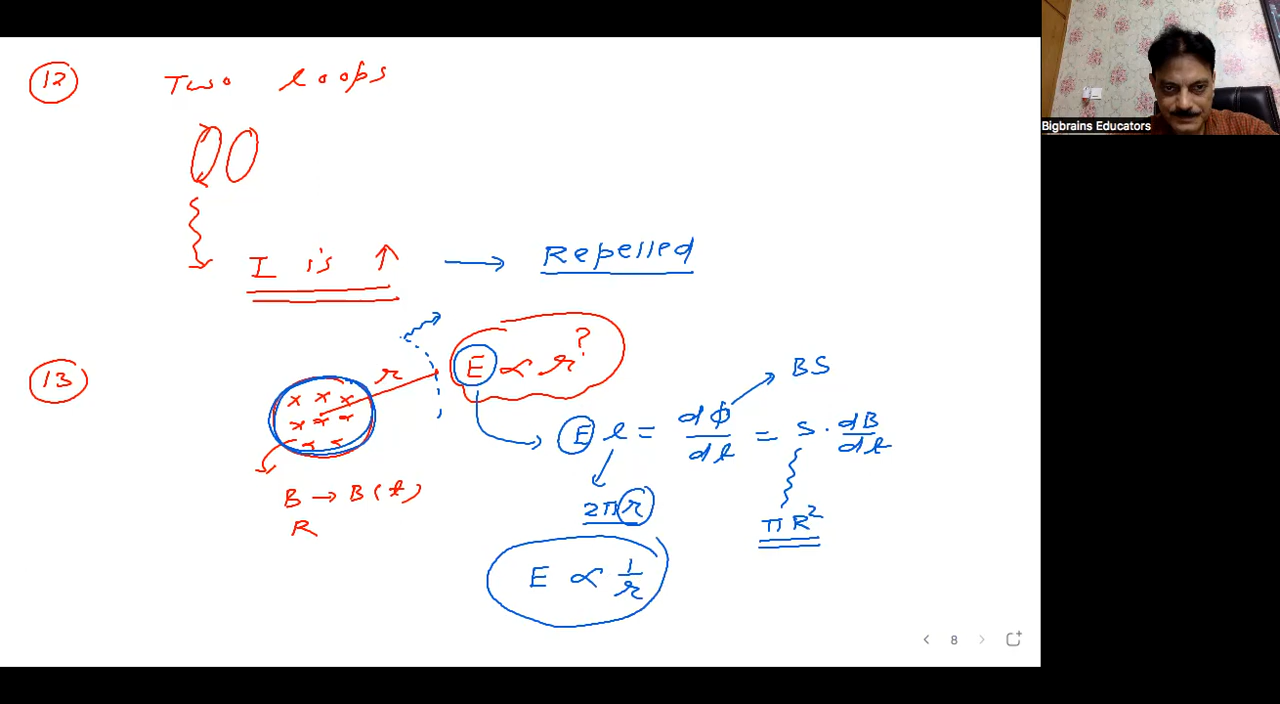 12 Two loops
I is ↑ → Repelled
Bigbrains Educators
13 r E ∝ r?
BS
E l = dϕ/dt = S · dB/dt
B → B(t)
R
2πr
πR²
E ∝ 1/r
< 8 >